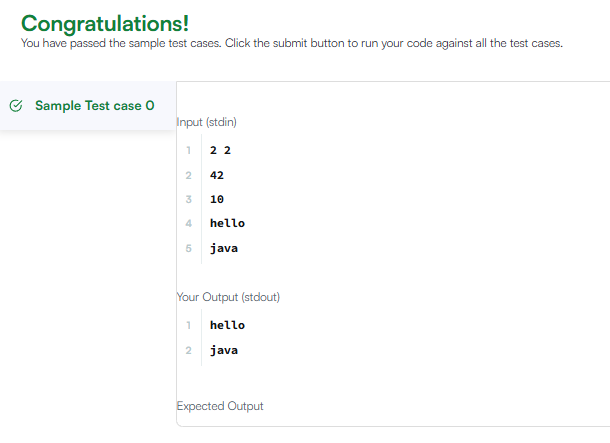 Congratulations!
You have passed the sample test cases. Click the submit button to run your code against all the test cases.
Sample Test case 0
Input (stdin)
1 2 2
2 42
3 10
4 hello
5 java
Your Output (stdout)
1 hello
2 java
Expected Output